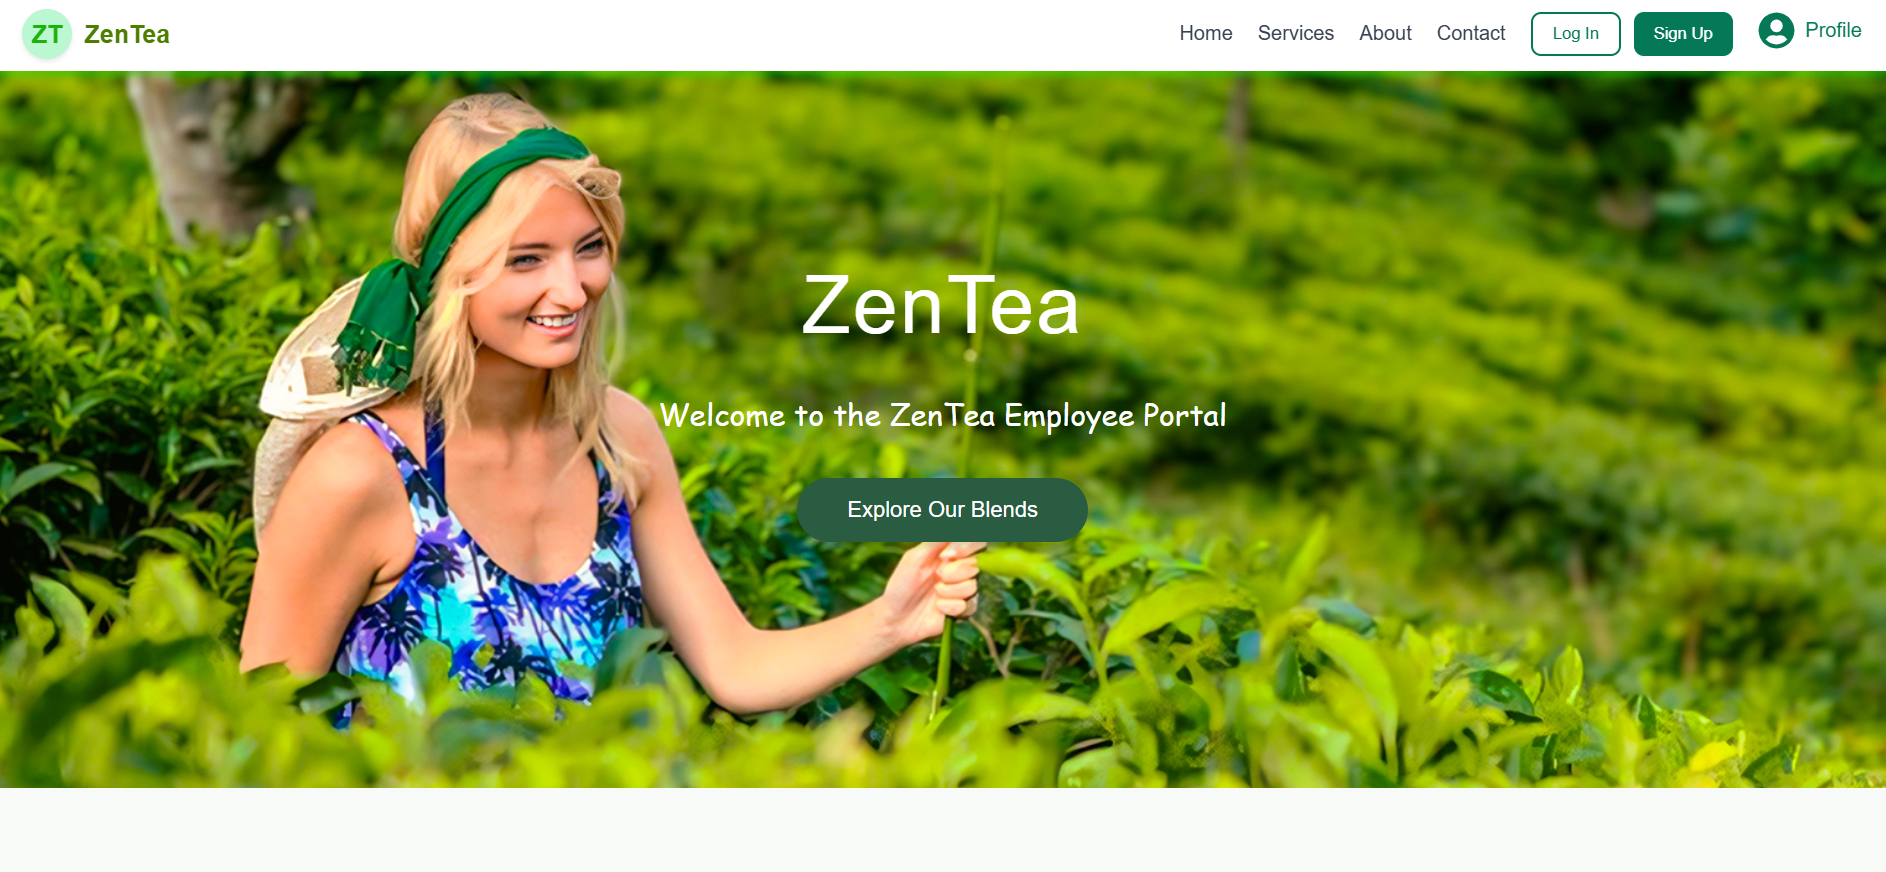 ZT ZenTea
Home Services About Contact Log In Sign Up Profile
ZenTea
Welcome to the ZenTea Employee Portal
Explore Our Blends